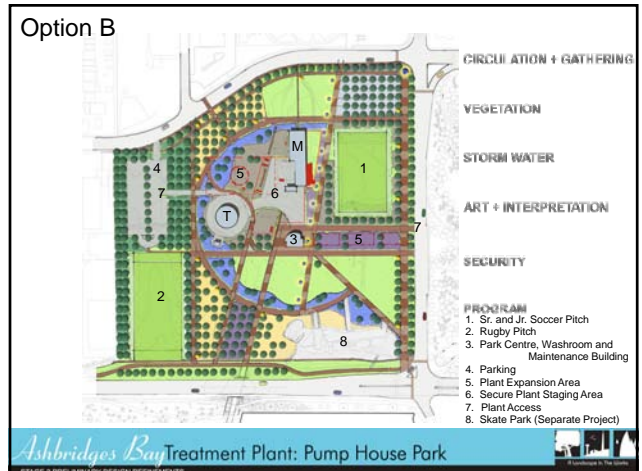 Option B
CIRCULATION + GATHERING
VEGETATION
STORM WATER
ART + INTERPRETATION
SECURITY
PROGRAM
1. Sr. and Jr. Soccer Pitch
2. Rugby Pitch
3. Park Centre, Washroom and
Maintenance Building
4. Parking
5. Plant Expansion Area
6. Secure Plant Staging Area
7. Plant Access
8. Skate Park (Separate Project)
M
1
4
5
7
6
T
3
5
7
2
8
Ashbridges Bay Treatment Plant: Pump House Park